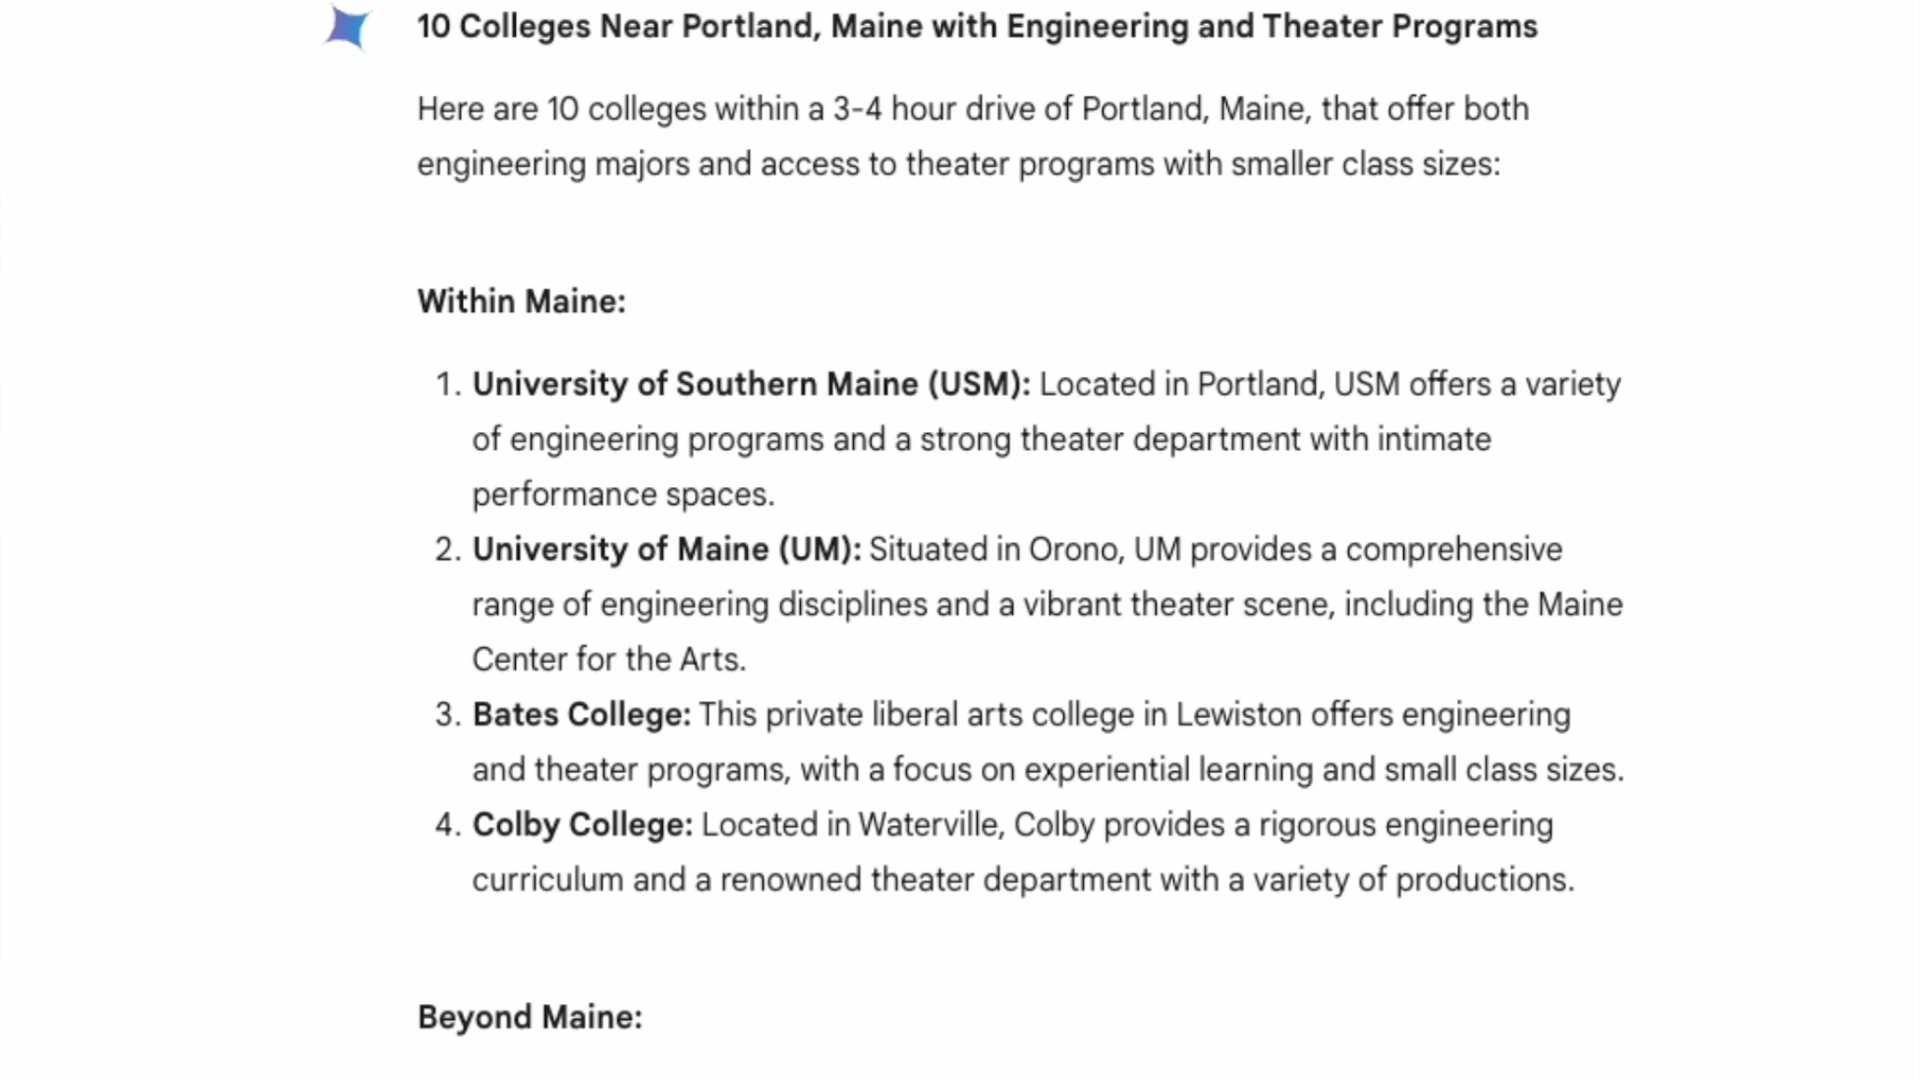 10 Colleges Near Portland, Maine with Engineering and Theater Programs
Here are 10 colleges within a 3-4 hour drive of Portland, Maine, that offer both
engineering majors and access to theater programs with smaller class sizes:
Within Maine:
1. University of Southern Maine (USM): Located in Portland, USM offers a variety
of engineering programs and a strong theater department with intimate
performance spaces.
2. University of Maine (UM): Situated in Orono, UM provides a comprehensive
range of engineering disciplines and a vibrant theater scene, including the Maine
Center for the Arts.
3. Bates College: This private liberal arts college in Lewiston offers engineering
and theater programs, with a focus on experiential learning and small class sizes.
4. Colby College: Located in Waterville, Colby provides a rigorous engineering
curriculum and a renowned theater department with a variety of productions.
Beyond Maine: